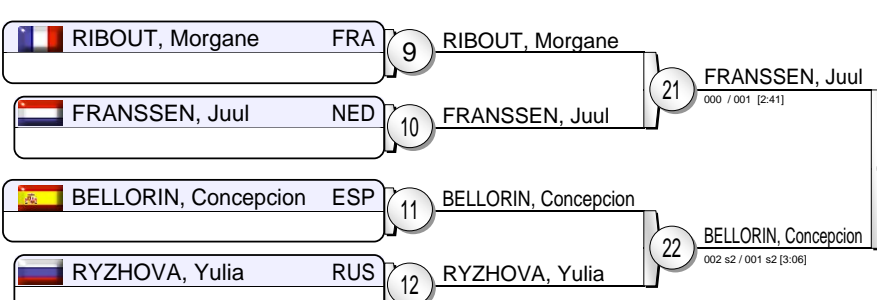 RIBOUT, Morgane FRA
9
RIBOUT, Morgane
21
FRANSSEN, Juul
000 / 001 [2:41]
FRANSSEN, Juul NED
10
FRANSSEN, Juul
BELLORIN, Concepcion ESP
11
BELLORIN, Concepcion
22
BELLORIN, Concepcion
002 s2 / 001 s2 [3:06]
RYZHOVA, Yulia RUS
12
RYZHOVA, Yulia